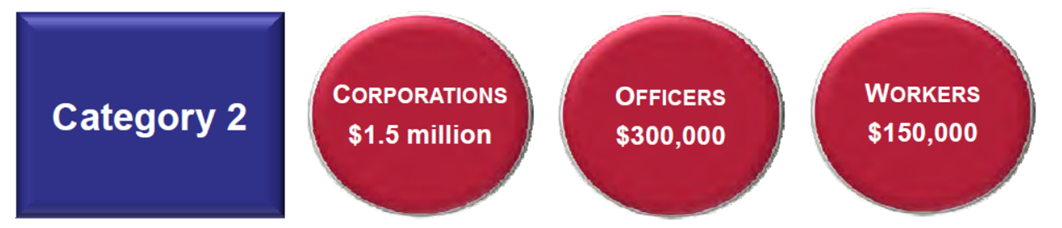 Category 2
CORPORATIONS
$1.5 million
OFFICERS
$300,000
WORKERS
$150,000